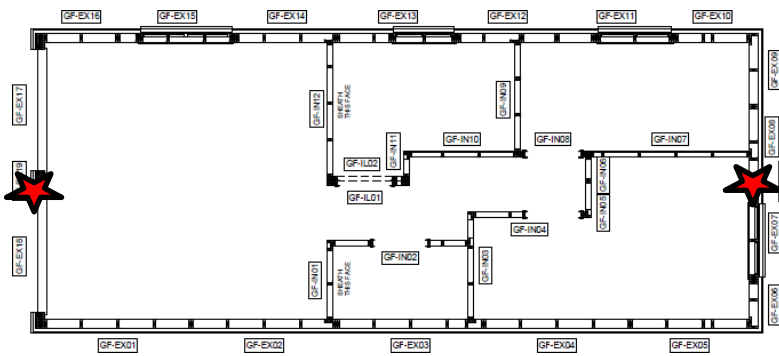 GF-EX16
GF-EX15
GF-EX14
GF-EX13
GF-EX12
GF-EX11
GF-EX10
GF-EX09
GF-EX17
GF-IN12
SHEATH
THIS FACE
GF-IN09
GF-EX08
GF-IN11
GF-IN10
GF-IN08
GF-IN07
GF-IL02
GF-IN06
GF-IL01
GF-IN05
GF-EX07
GF-EX18
GF-IN04
GF-IN02
GF-IN03
GF-IN01
SHEATH
THIS FACE
GF-EX06
GF-EX01
GF-EX02
GF-EX03
GF-EX04
GF-EX05